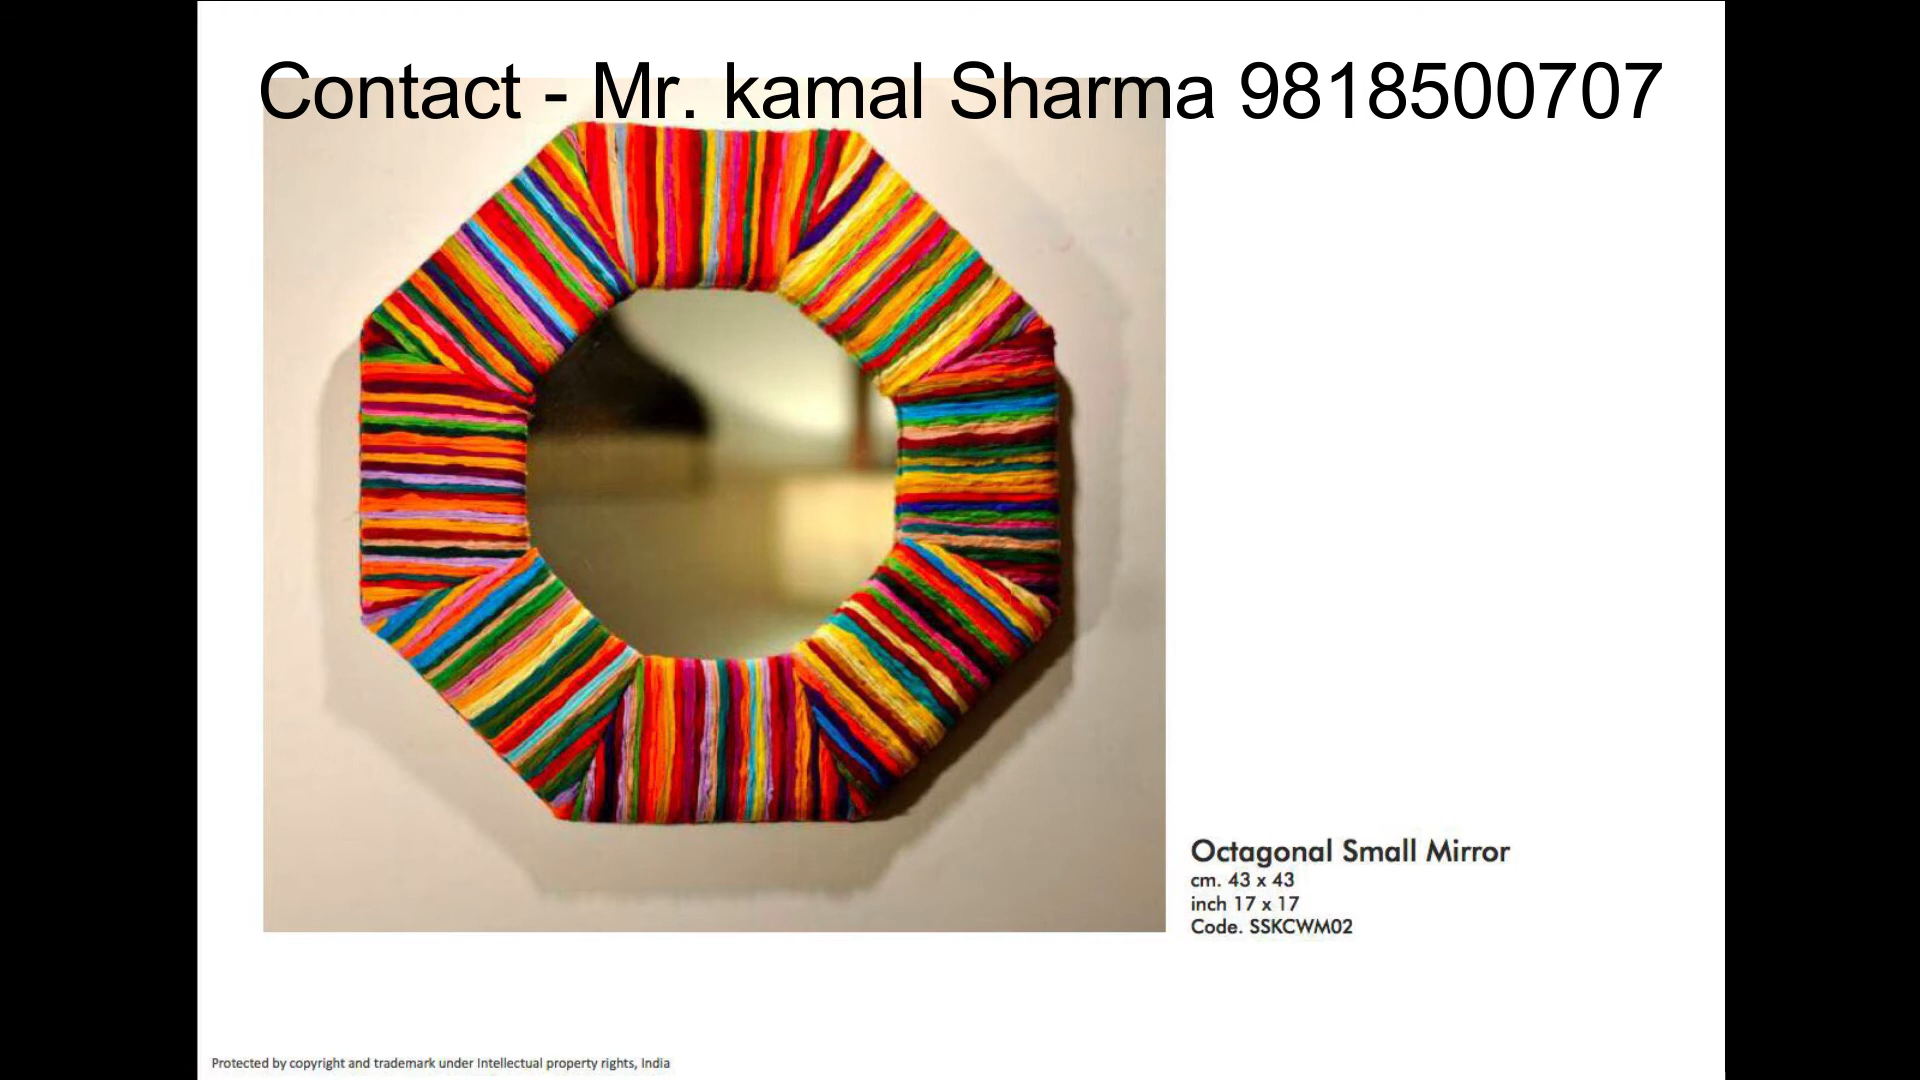 Contact - Mr. kamal Sharma 9818500707
Octagonal Small Mirror
cm. 43 x 43
inch 17 x 17
Code. SSKCWM02
Protected by copyright and trademark under Intellectual property rights, India